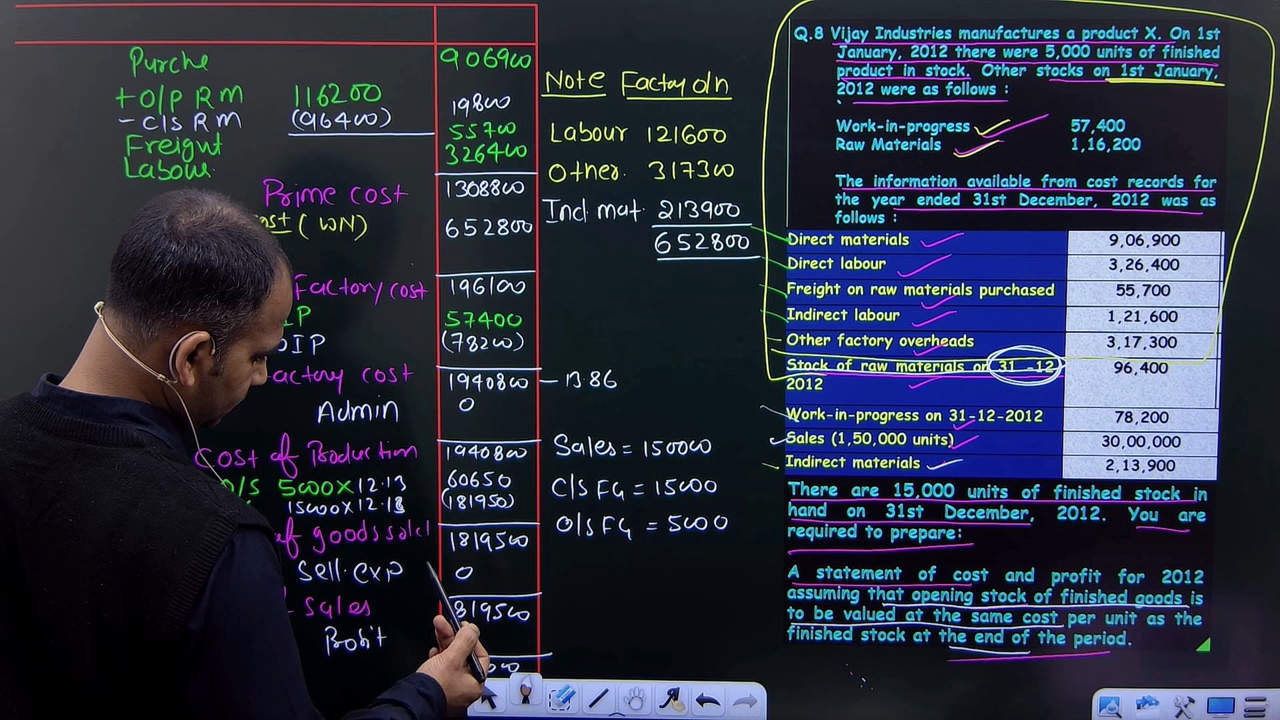 Purche 906900
+O/P R M 116200
- C/S R M (96400) 19800
Freight 55700
Labour 326400
Prime cost 1308800
cost (WN) 652800
Factory cost 196100
IP 57400
IP (78200)
Factory cost 1940800 - 13.86
Admin 0
Cost of Production 1940800
O/S 5000 X 12.13 60650
15000 X 12.13 (181950)
of goods sold 1819500
Sell. exp 0
sales 819500
Profit
Note Factory O/n
Labour 121600
Other. 317300
Ind mat. 213900
652800
Sales = 150000
C/S FG = 15000
O/S FG = 5000
Q.8 Vijay Industries manufactures a product X. On 1st
January, 2012 there were 5,000 units of finished
product in stock. Other stocks on 1st January,
2012 were as follows :
Work-in-progress 57,400
Raw Materials 1,16,200
The information available from cost records for
the year ended 31st December, 2012 was as
follows :
Direct materials 9,06,900
Direct labour 3,26,400
Freight on raw materials purchased 55,700
Indirect labour 1,21,600
Other factory overheads 3,17,300
Stock of raw materials on 31 -12 96,400
2012
Work-in-progress on 31-12-2012 78,200
Sales (1,50,000 units) 30,00,000
Indirect materials 2,13,900
There are 15,000 units of finished stock in
hand on 31st December, 2012. You are
required to prepare:
A statement of cost and profit for 2012
assuming that opening stock of finished goods is
to be valued at the same cost per unit as the
finished stock at the end of the period.